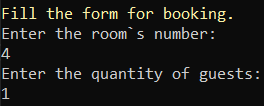 Fill the form for booking.
Enter the room`s number:
4
Enter the quantity of guests:
1